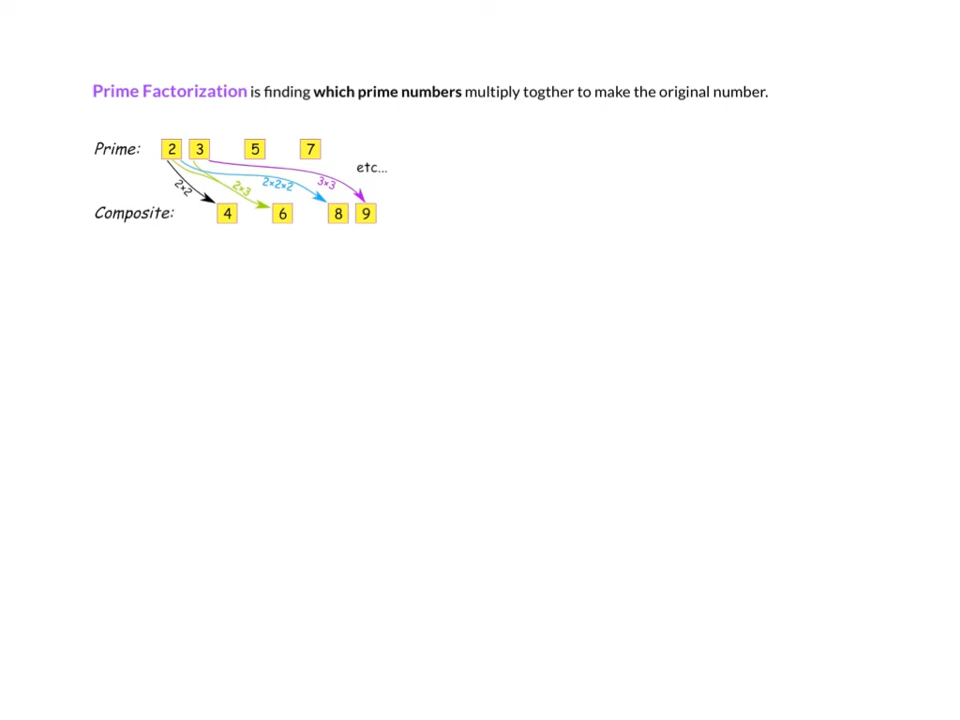 Prime Factorization is finding which prime numbers multiply togther to make the original number.
Prime: 2 3 5 7
etc...
2×2 2×3 2×2×2 3×3
Composite: 4 6 8 9